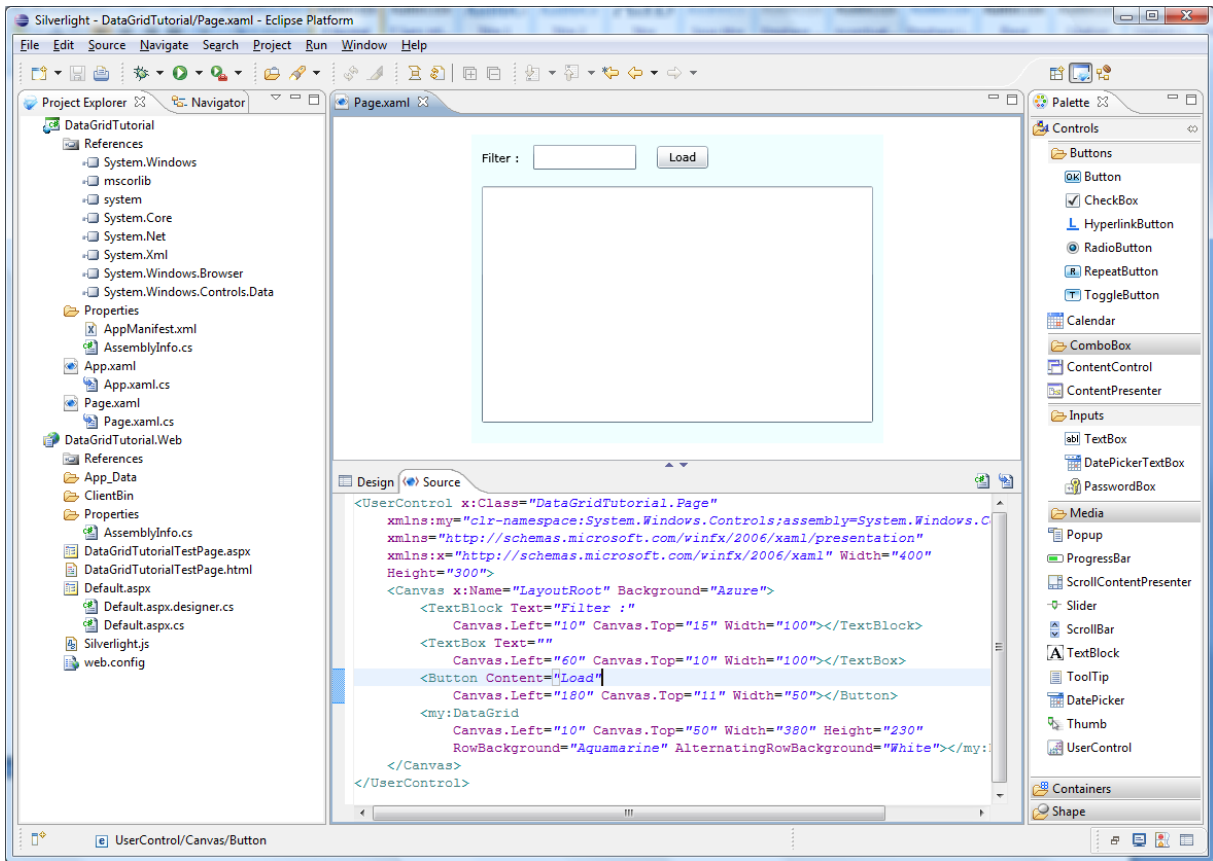 Silverlight - DataGridTutorial/Page.xaml - Eclipse Platform
File Edit Source Navigate Search Project Run Window Help
Project Explorer
Navigator
DataGridTutorial
References
System.Windows
mscorlib
system
System.Core
System.Net
System.Xml
System.Windows.Browser
System.Windows.Controls.Data
Properties
AppManifest.xml
AssemblyInfo.cs
App.xaml
App.xaml.cs
Page.xaml
Page.xaml.cs
DataGridTutorial.Web
References
App_Data
ClientBin
Properties
AssemblyInfo.cs
DataGridTutorialTestPage.aspx
DataGridTutorialTestPage.html
Default.aspx
Default.aspx.designer.cs
Default.aspx.cs
Silverlight.js
web.config
Page.xaml
Filter :
Load
Design
Source
<UserControl x:Class="DataGridTutorial.Page"
xmlns:my="clr-namespace:System.Windows.Controls;assembly=System.Windows.C
xmlns="http://schemas.microsoft.com/winfx/2006/xaml/presentation"
xmlns:x="http://schemas.microsoft.com/winfx/2006/xaml" Width="400"
Height="300">
<Canvas x:Name="LayoutRoot" Background="Azure">
<TextBlock Text="Filter :"
Canvas.Left="10" Canvas.Top="15" Width="100"></TextBlock>
<TextBox Text=""
Canvas.Left="60" Canvas.Top="10" Width="100"></TextBox>
<Button Content="Load"
Canvas.Left="180" Canvas.Top="11" Width="50"></Button>
<my:DataGrid
Canvas.Left="10" Canvas.Top="50" Width="380" Height="230"
RowBackground="Aquamarine" AlternatingRowBackground="White"></my:
</Canvas>
</UserControl>
Palette
Controls
Buttons
OK Button
CheckBox
HyperlinkButton
RadioButton
R RepeatButton
T ToggleButton
Calendar
ComboBox
ContentControl
ContentPresenter
Inputs
abl TextBox
DatePickerTextBox
PasswordBox
Media
Popup
ProgressBar
ScrollContentPresenter
Slider
ScrollBar
A TextBlock
ToolTip
DatePicker
Thumb
UserControl
Containers
Shape
e UserControl/Canvas/Button